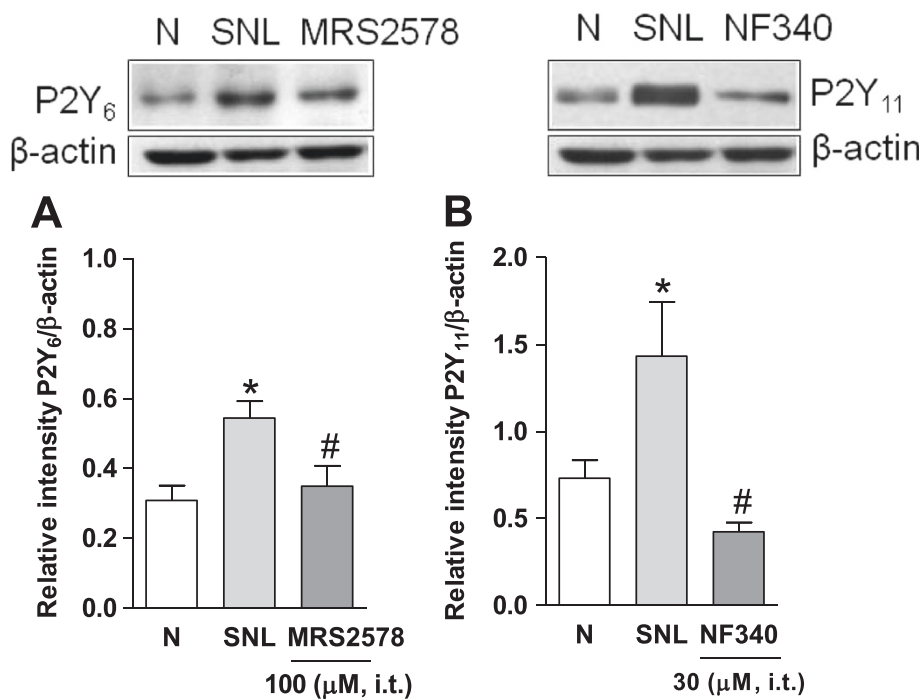 N SNL MRS2578
P2Y6
β-actin
N SNL NF340
P2Y11
β-actin
A
Relative intensity P2Y6/β-actin
1.0
0.8
0.6
0.4
0.2
0.0
*
#
N SNL MRS2578
100 (µM, i.t.)
B
Relative intensity P2Y11/β-actin
2.0
1.5
1.0
0.5
0.0
*
#
N SNL NF340
30 (µM, i.t.)